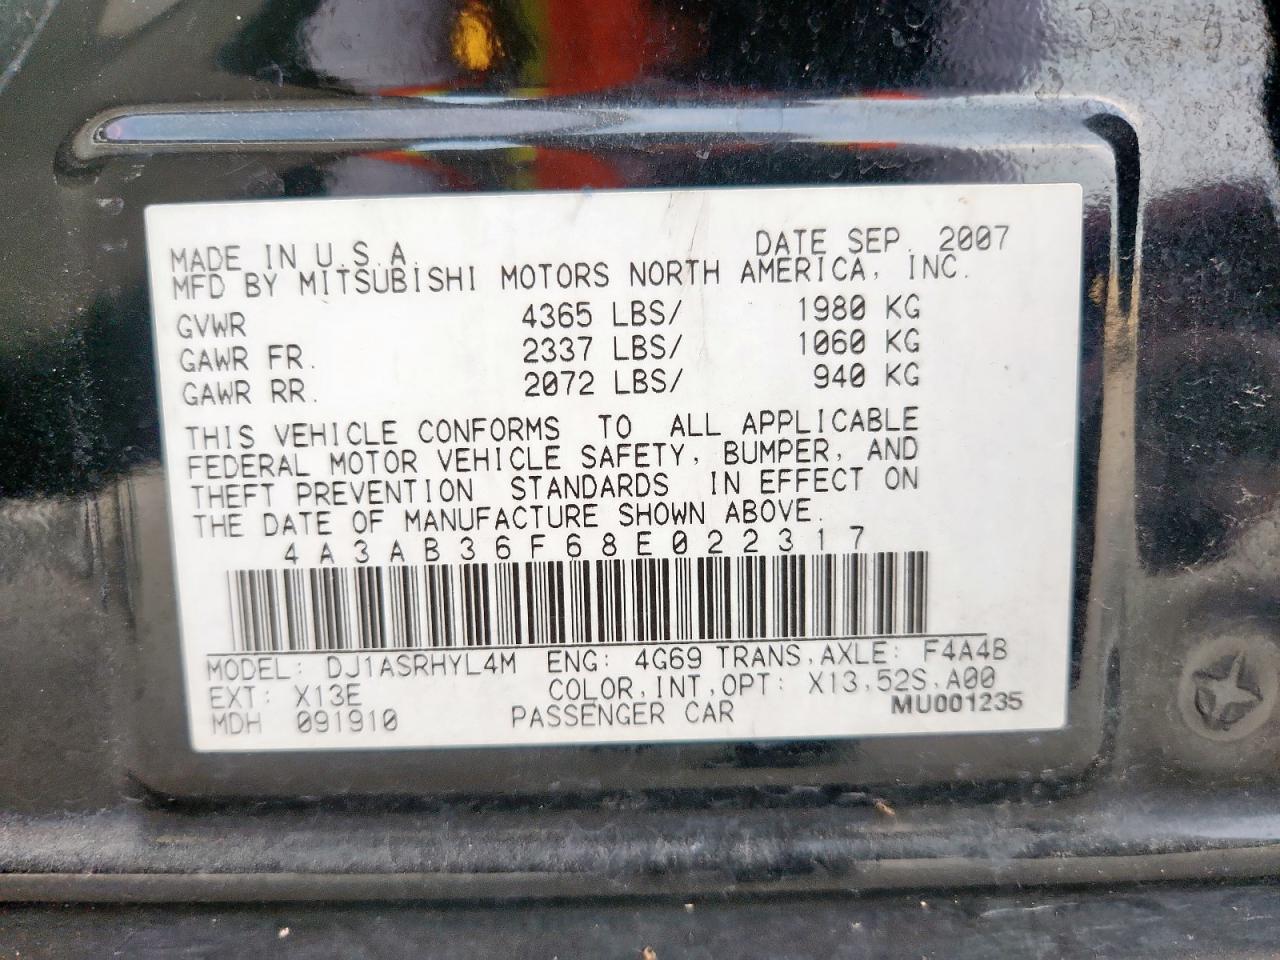 MADE IN U.S.A. DATE SEP. 2007
MFD BY MITSUBISHI MOTORS NORTH AMERICA, INC.
GVWR 4365 LBS/ 1980 KG
GAWR FR. 2337 LBS/ 1060 KG
GAWR RR. 2072 LBS/ 940 KG
THIS VEHICLE CONFORMS TO ALL APPLICABLE
FEDERAL MOTOR VEHICLE SAFETY, BUMPER, AND
THEFT PREVENTION STANDARDS IN EFFECT ON
THE DATE OF MANUFACTURE SHOWN ABOVE.
4A3AB36F68E022317
MODEL: DJ1ASRHYL4M ENG: 4G69 TRANS,AXLE: F4A4B
EXT: X13E COLOR,INT,OPT: X13,52S,A00
MDH 091910 PASSENGER CAR MU001235